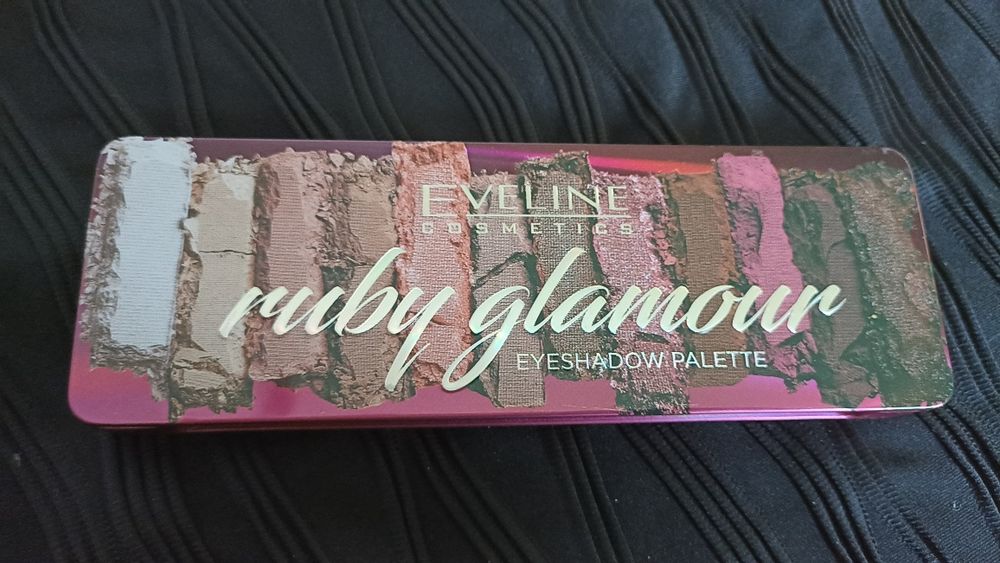 EVELINE
COSMETICS
ruby glamour
EYESHADOW PALETTE